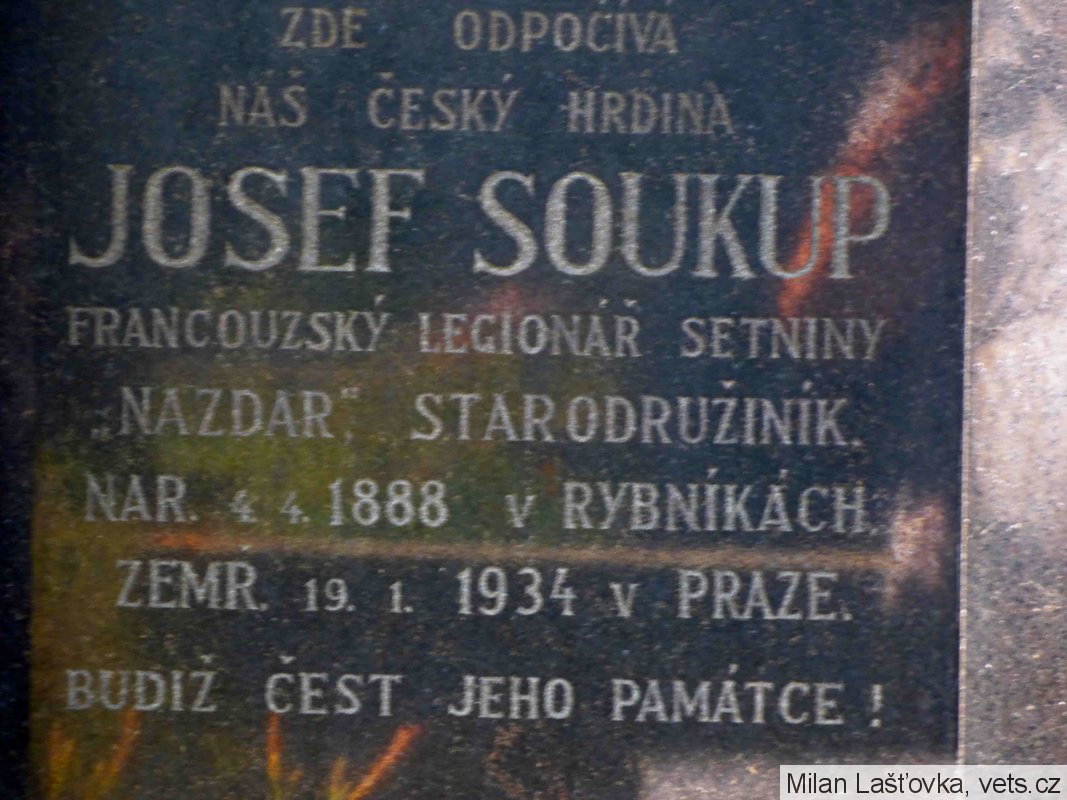 ZDE ODPOČÍVÁ
NÁŠ ČESKÝ HRDINA
JOSEF SOUKUP
FRANCOUZSKÝ LEGIONÁŘ SETNINY
„NAZDAR,“ STARODRUŽINÍK.
NAR. 4. 4. 1888 V RYBNÍKÁCH.
ZEMŘ. 19. 1. 1934 V PRAZE.
BUDIŽ ČEST JEHO PAMÁTCE!
Milan Lašťovka, vets.cz